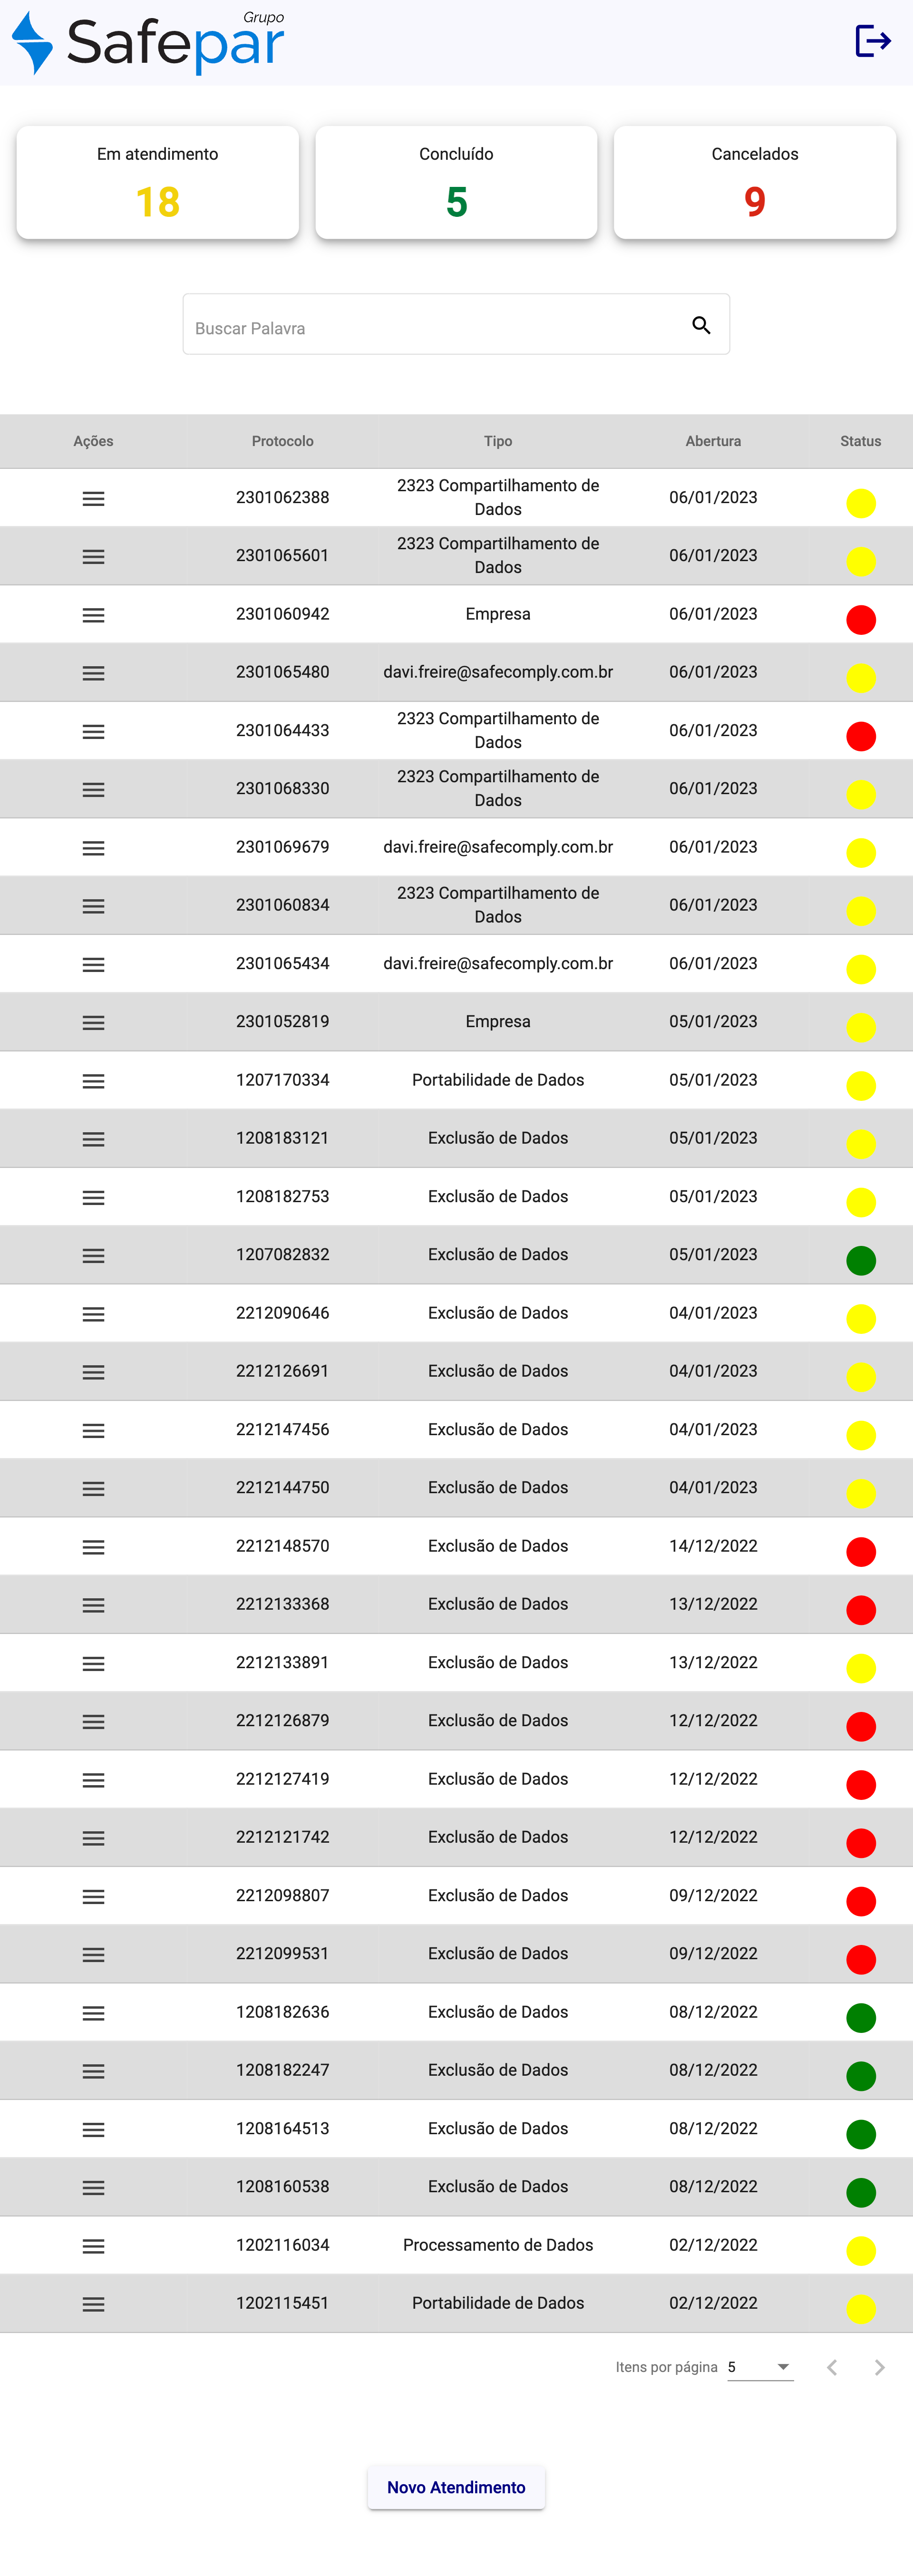 Grupo
Safepar
Em atendimento
18
Concluído
5
Cancelados
9
Buscar Palavra
Ações Protocolo Tipo Abertura Status
2301062388 2323 Compartilhamento de Dados 06/01/2023
2301065601 2323 Compartilhamento de Dados 06/01/2023
2301060942 Empresa 06/01/2023
2301065480 davi.freire@safecomply.com.br 06/01/2023
2301064433 2323 Compartilhamento de Dados 06/01/2023
2301068330 2323 Compartilhamento de Dados 06/01/2023
2301069679 davi.freire@safecomply.com.br 06/01/2023
2301060834 2323 Compartilhamento de Dados 06/01/2023
2301065434 davi.freire@safecomply.com.br 06/01/2023
2301052819 Empresa 05/01/2023
1207170334 Portabilidade de Dados 05/01/2023
1208183121 Exclusão de Dados 05/01/2023
1208182753 Exclusão de Dados 05/01/2023
1207082832 Exclusão de Dados 05/01/2023
2212090646 Exclusão de Dados 04/01/2023
2212126691 Exclusão de Dados 04/01/2023
2212147456 Exclusão de Dados 04/01/2023
2212144750 Exclusão de Dados 04/01/2023
2212148570 Exclusão de Dados 14/12/2022
2212133368 Exclusão de Dados 13/12/2022
2212133891 Exclusão de Dados 13/12/2022
2212126879 Exclusão de Dados 12/12/2022
2212127419 Exclusão de Dados 12/12/2022
2212121742 Exclusão de Dados 12/12/2022
2212098807 Exclusão de Dados 09/12/2022
2212099531 Exclusão de Dados 09/12/2022
1208182636 Exclusão de Dados 08/12/2022
1208182247 Exclusão de Dados 08/12/2022
1208164513 Exclusão de Dados 08/12/2022
1208160538 Exclusão de Dados 08/12/2022
1202116034 Processamento de Dados 02/12/2022
1202115451 Portabilidade de Dados 02/12/2022
Itens por página 5
Novo Atendimento